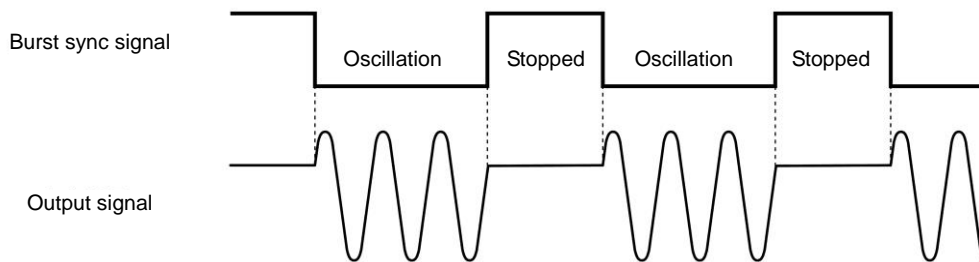 Burst sync signal
Oscillation
Stopped
Oscillation
Stopped
Output signal